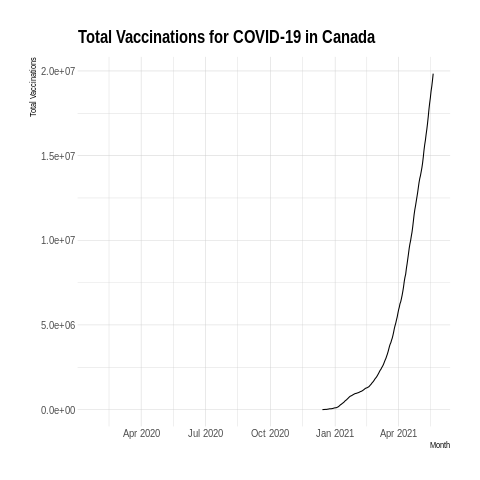 Total Vaccinations for COVID-19 in Canada
Total Vaccinations
2.0e+07
1.5e+07
1.0e+07
5.0e+06
0.0e+00
Apr 2020 Jul 2020 Oct 2020 Jan 2021 Apr 2021
Month